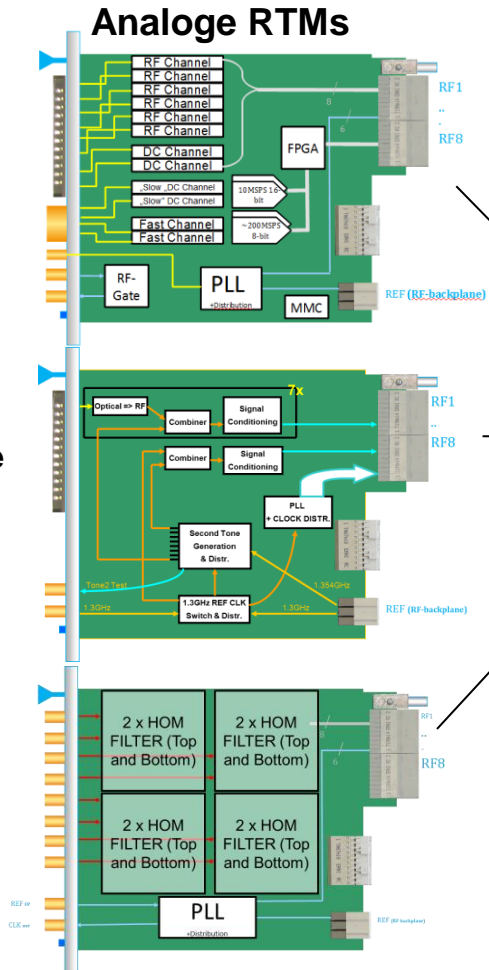 Analoge RTMs
RF Channel
RF Channel
RF Channel
RF Channel
RF Channel
RF Channel
DC Channel
DC Channel
„Slow „DC Channel
„Slow" DC Channel
Fast Channel
Fast Channel
10MSPS 16-
bit
~200MSPS
8-bit
FPGA
8
6
RF1
..
.
RF8
RF-
Gate
PLL
+Distribution
MMC
REF (RF-backplane)
7x
Optical => RF
Combiner
Signal
Conditioning
Combiner
Signal
Conditioning
RF1
..
RF8
e
PLL
+ CLOCK DISTR.
Second Tone
Generation
& Distr.
Tone2 Test
1.354GHz
1.3GHz
1.3GHz REF CLK
Switch & Distr.
1.3GHz
REF (RF-backplane)
2 x HOM
FILTER (Top
and Bottom)
2 x HOM
FILTER (Top
and Bottom)
8
6
RF1
..
.
RF8
2 x HOM
FILTER (Top
and Bottom)
2 x HOM
FILTER (Top
and Bottom)
REF
CLK
PLL
+Distribution
REF (RF backplane)